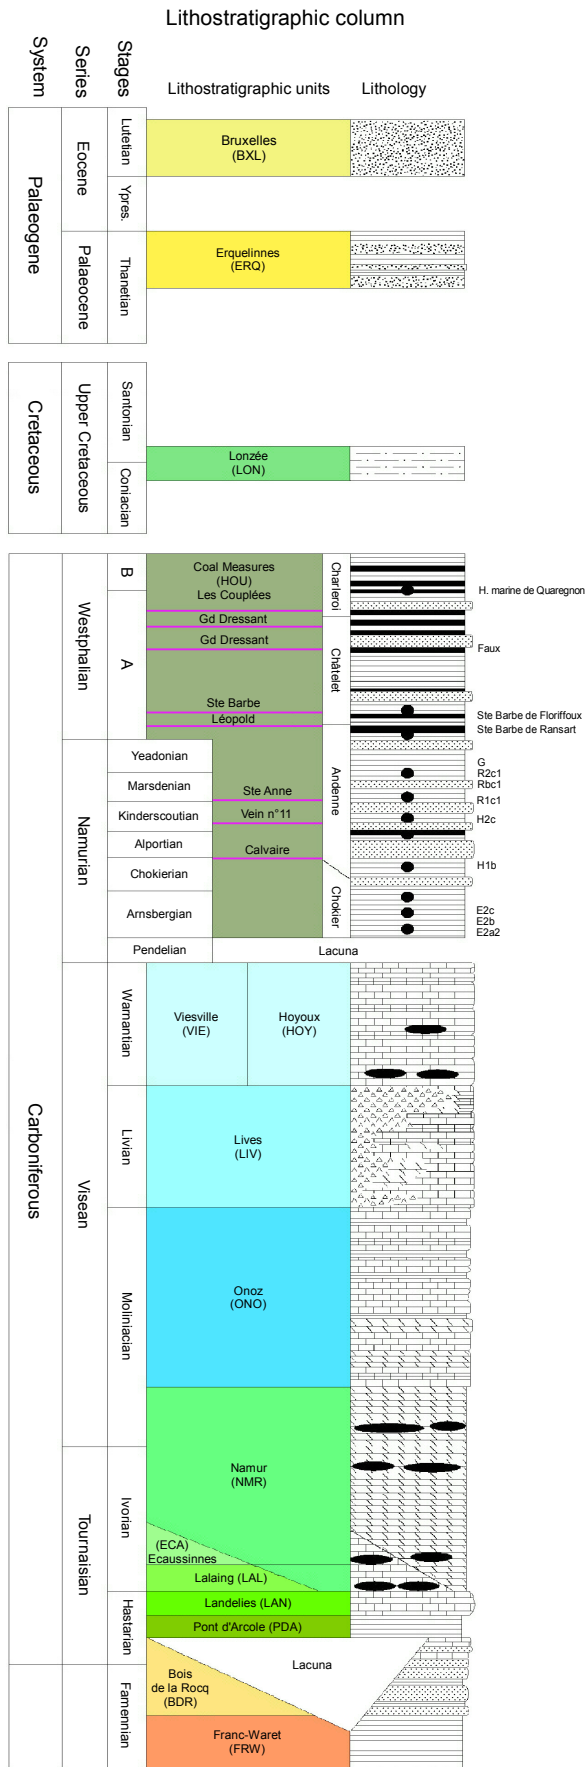 Lithostratigraphic column
System
Series
Stages
Lithostratigraphic units
Lithology
Palaeogene
Eocene
Palaeocene
Lutetian
Ypres.
Thanetian
Bruxelles
(BXL)
Erquelinnes
(ERQ)
Cretaceous
Upper Cretaceous
Santonian
Coniacian
Lonzée
(LON)
Carboniferous
Westphalian
B
A
Coal Measures
(HOU)
Les Couplées
Gd Dressant
Gd Dressant
Ste Barbe
Léopold
Charleroi
Châtelet
Andenne
Chokier
H. marine de Quaregnon
Faux
Ste Barbe de Floriffoux
Ste Barbe de Ransart
Namurian
Yeadonian
Marsdenian
Kinderscoutian
Alportian
Chokierian
Arnsbergian
Pendelian
Ste Anne
Vein n°11
Calvaire
Lacuna
G
R2c1
Rbc1
R1c1
H2c
H1b
E2c
E2b
E2a2
Visean
Warnantian
Livian
Moliniacian
Viesville
(VIE)
Hoyoux
(HOY)
Lives
(LIV)
Onoz
(ONO)
Tournaisian
Ivorian
Hastarian
Namur
(NMR)
(ECA)
Ecaussinnes
Lalaing (LAL)
Landelies (LAN)
Pont d'Arcole (PDA)
Famennian
Lacuna
Bois
de la Rocq
(BDR)
Franc-Waret
(FRW)